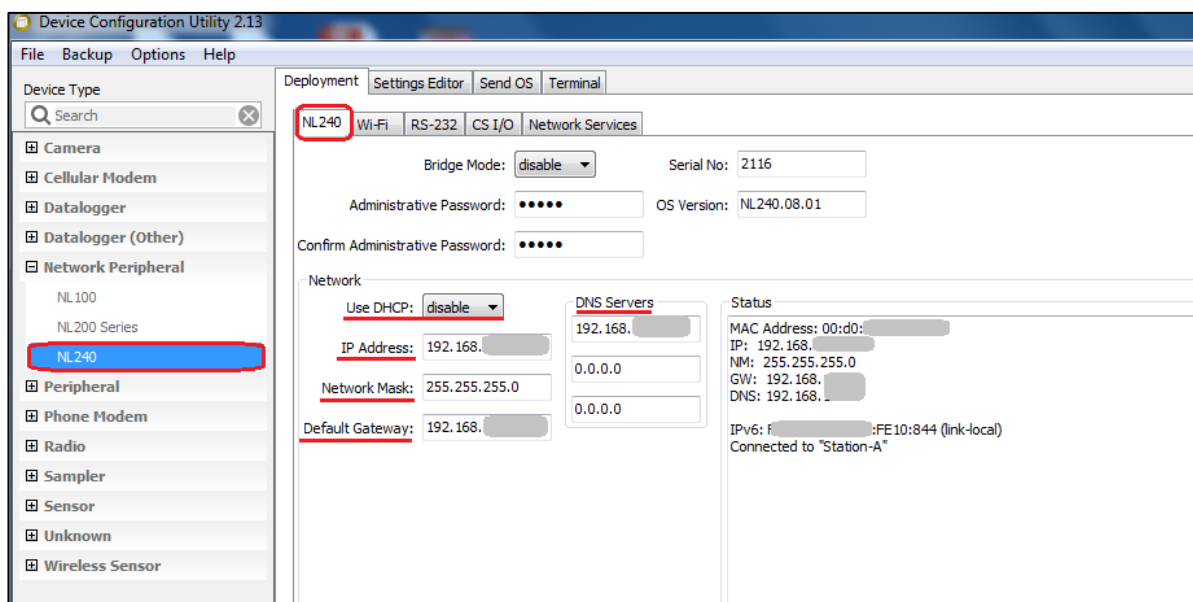 Device Configuration Utility 2.13
File Backup Options Help
Device Type
Search
Camera
Cellular Modem
Datalogger
Datalogger (Other)
Network Peripheral
NL100
NL200 Series
NL240
Peripheral
Phone Modem
Radio
Sampler
Sensor
Unknown
Wireless Sensor
Deployment Settings Editor Send OS Terminal
NL240 Wi-Fi RS-232 CS I/O Network Services
Bridge Mode: disable Serial No: 2116
Administrative Password: ••••• OS Version: NL240.08.01
Confirm Administrative Password: •••••
Network
Use DHCP: disable
IP Address: 192.168.
Network Mask: 255.255.255.0
Default Gateway: 192.168.
DNS Servers
192.168.
0.0.0.0
0.0.0.0
Status
MAC Address: 00:d0:
IP: 192.168.
NM: 255.255.255.0
GW: 192.168.
DNS: 192.168.
IPv6: :FE10:844 (link-local)
Connected to "Station-A"